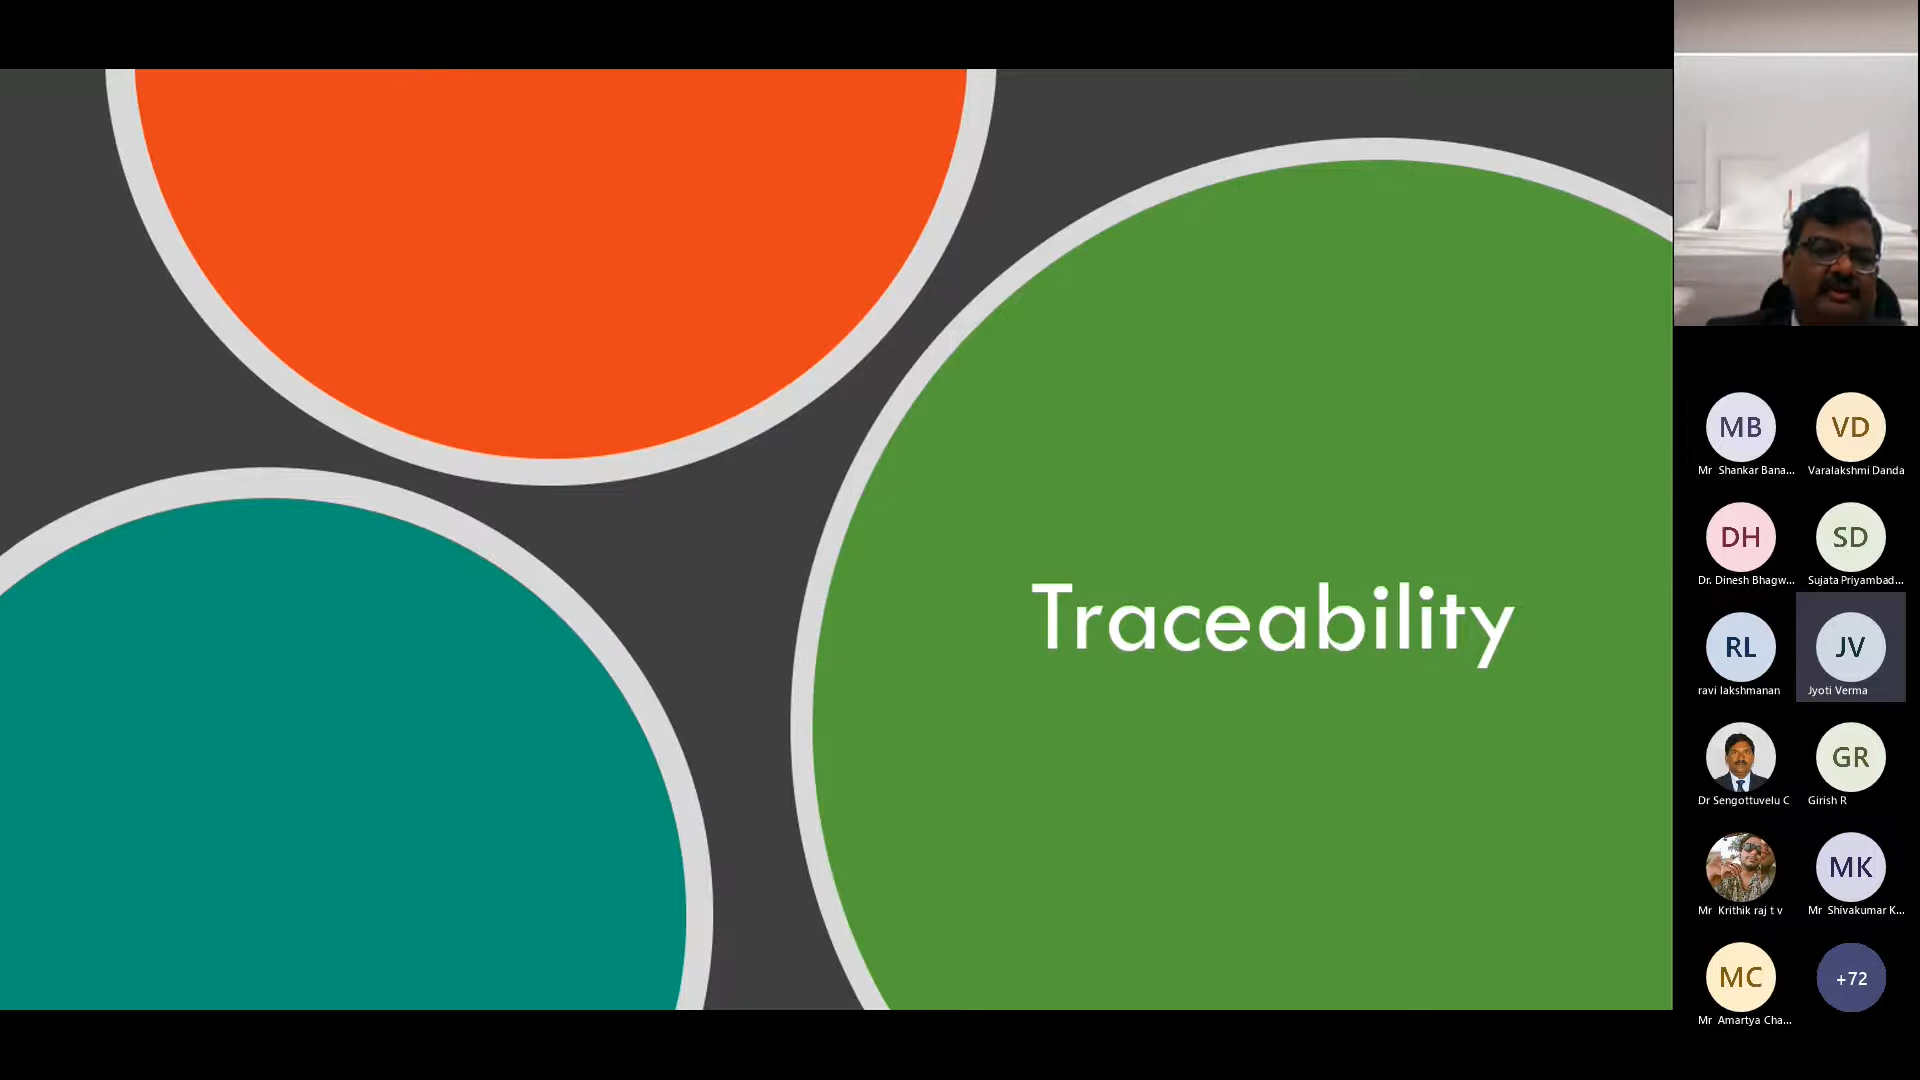 Traceability
MB
VD
Mr Shankar Bana...
Varalakshmi Danda
DH
SD
Dr. Dinesh Bhagw...
Sujata Priyambad...
RL
JV
ravi lakshmanan
Jyoti Verma
GR
Dr Sengottuvelu C
Girish R
MK
Mr Krithik raj t v
Mr Shivakumar K...
MC
+72
Mr Amartya Cha...